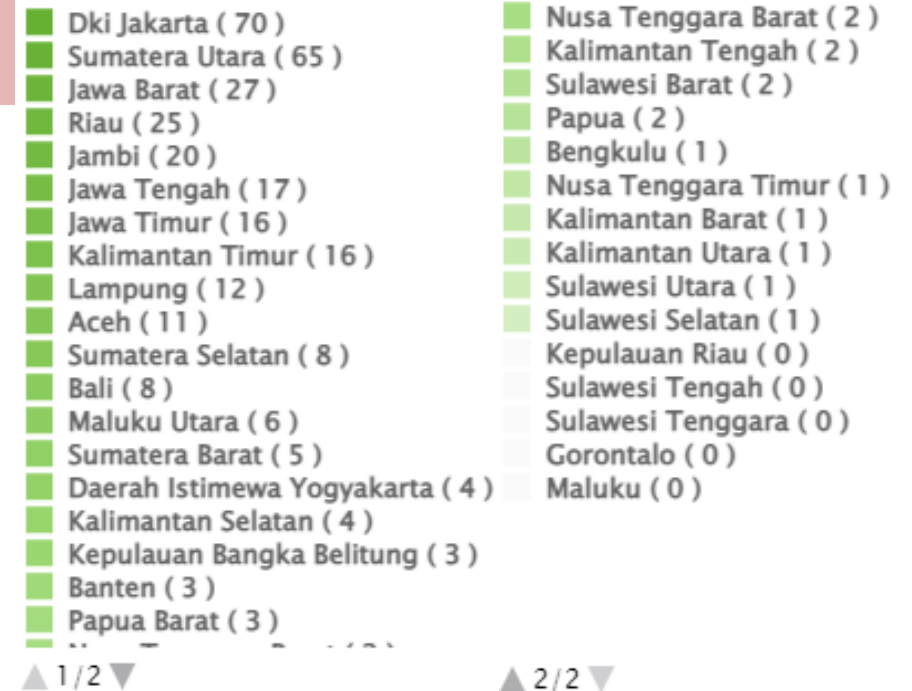 Dki Jakarta ( 70 )
Sumatera Utara ( 65 )
Jawa Barat ( 27 )
Riau ( 25 )
Jambi ( 20 )
Jawa Tengah ( 17 )
Jawa Timur ( 16 )
Kalimantan Timur ( 16 )
Lampung ( 12 )
Aceh ( 11 )
Sumatera Selatan ( 8 )
Bali ( 8 )
Maluku Utara ( 6 )
Sumatera Barat ( 5 )
Daerah Istimewa Yogyakarta ( 4 )
Kalimantan Selatan ( 4 )
Kepulauan Bangka Belitung ( 3 )
Banten ( 3 )
Papua Barat ( 3 )
1/2
Nusa Tenggara Barat ( 2 )
Kalimantan Tengah ( 2 )
Sulawesi Barat ( 2 )
Papua ( 2 )
Bengkulu ( 1 )
Nusa Tenggara Timur ( 1 )
Kalimantan Barat ( 1 )
Kalimantan Utara ( 1 )
Sulawesi Utara ( 1 )
Sulawesi Selatan ( 1 )
Kepulauan Riau ( 0 )
Sulawesi Tengah ( 0 )
Sulawesi Tenggara ( 0 )
Gorontalo ( 0 )
Maluku ( 0 )
2/2